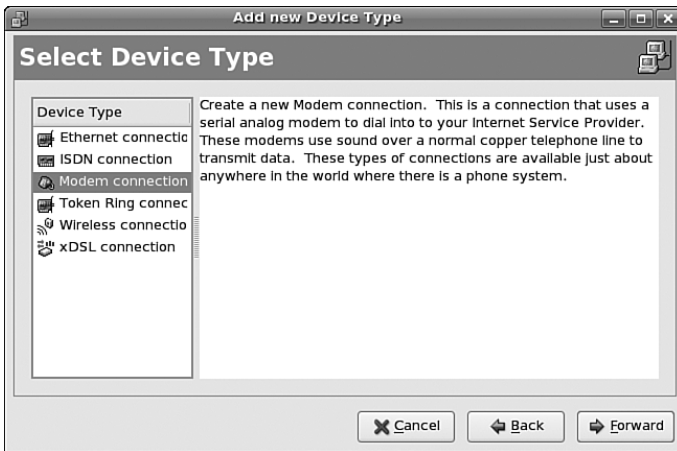 Add new Device Type
Select Device Type
Device Type
Ethernet connectio
ISDN connection
Modem connection
Token Ring connec
Wireless connectio
xDSL connection
Create a new Modem connection. This is a connection that uses a
serial analog modem to dial into to your Internet Service Provider.
These modems use sound over a normal copper telephone line to
transmit data. These types of connections are available just about
anywhere in the world where there is a phone system.
Cancel
Back
Forward